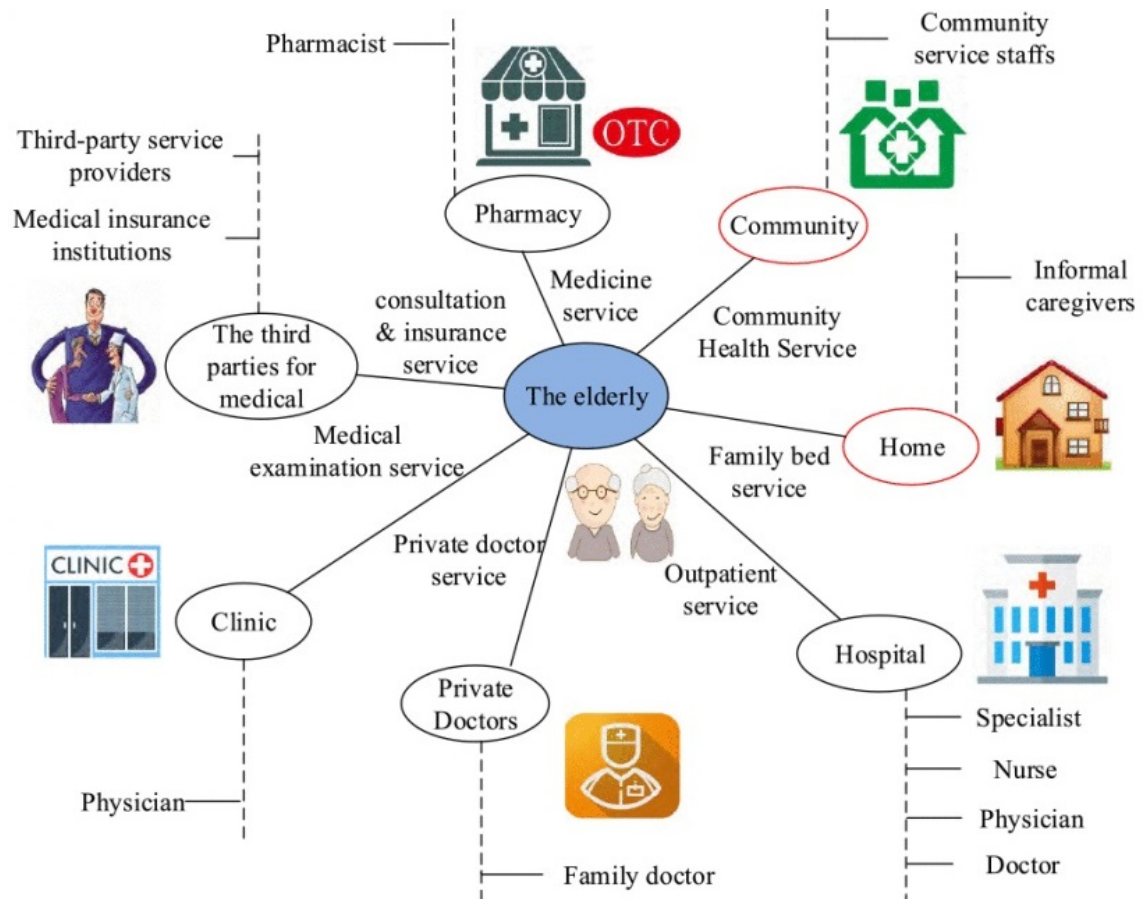 Pharmacist
Community
service staffs
OTC
Third-party service
providers
Medical insurance
institutions
Pharmacy
Community
Medicine
service
Informal
caregivers
consultation
& insurance
service
Community
Health Service
The third
parties for
medical
The elderly
Home
Medical
examination service
Family bed
service
CLINIC
Private doctor
service
Outpatient
service
Clinic
Hospital
Private
Doctors
Specialist
Nurse
Physician
Physician
Doctor
Family doctor